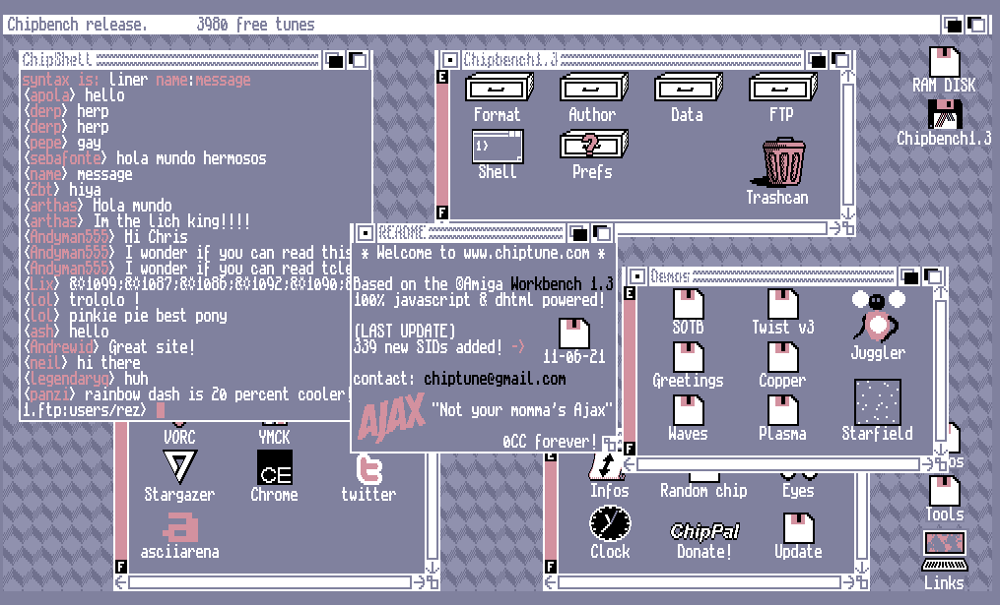 Chipbench release. 3980 free tunes
ChipShell
syntax is: liner name:message
<apola> hello
<derp> herp
<derp> herp
<pepe> gay
<sebafonte> hola mundo hermosos
<name> message
<2bt> hiya
<arthas> Hola mundo
<arthas> Im the lich king!!!!
<Andyman555> Hi Chris
<Andyman555> I wonder if you can read this
<Andyman555> I wonder if you can read tcle
<Lix> &#1099;&#1087;&#1086;&#1092;&#1090;&
<lol> trololo !
<lol> pinkie pie best pony
<ash> hello
<Andrewid> Great site!
<neil> hi there
<legendaryg> huh
<panzi> rainbow dash is 20 percent cooler!
1.ftp:users/rez>
Chipbench1.3
E
Format Author Data FTP
1>
Shell Prefs
Trashcan
F
RAM DISK
Chipbench1.3
README
* Welcome to www.chiptune.com *
Based on the @Amiga Workbench 1.3
100% javascript & dhtml powered!
(LAST UPDATE)
339 new SIDs added! ->
11-06-21
contact: chiptune@gmail.com
AJAX "Not your momma's Ajax"
0CC forever!
Demos
E
SOTB Twist v3
Juggler
Greetings Copper
Waves Plasma Starfield
F
VORC YMCK
CE
Stargazer Chrome twitter
a
asciiarena
F
E
Infos Random chip Eyes
ChipPal
Clock Donate! Update
F
os
Tools
Links